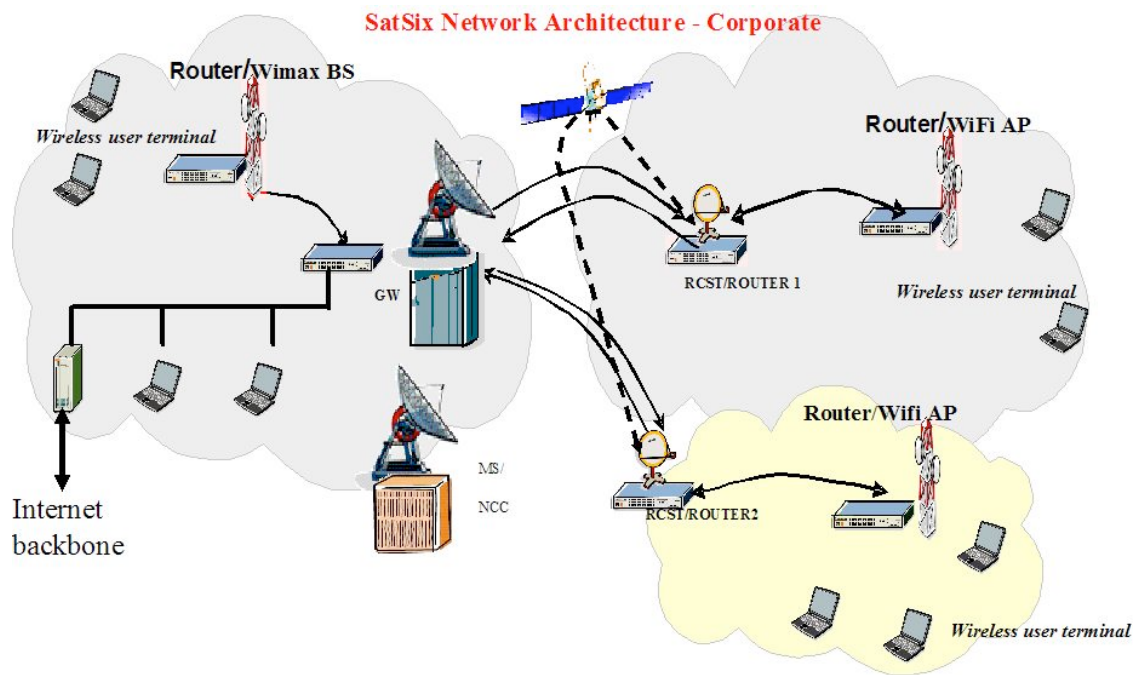 SatSix Network Architecture - Corporate
Router/Wimax BS
Wireless user terminal
Router/WiFi AP
GW
RCST/ROUTER 1
Wireless user terminal
Router/Wifi AP
MS/
NCC
RCST/ROUTER2
Internet
backbone
Wireless user terminal